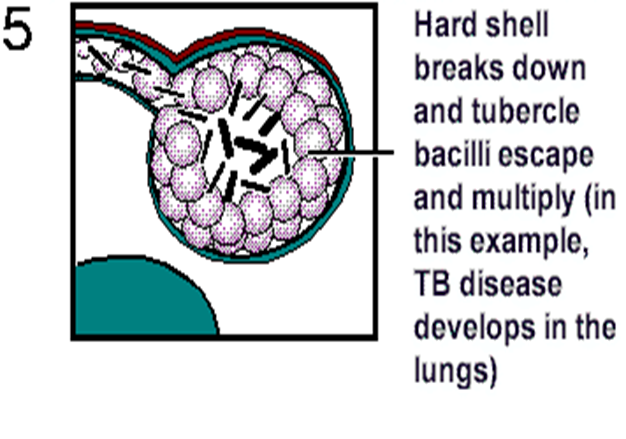 5
Hard shell
breaks down
and tubercle
bacilli escape
and multiply (in
this example,
TB disease
develops in the
lungs)